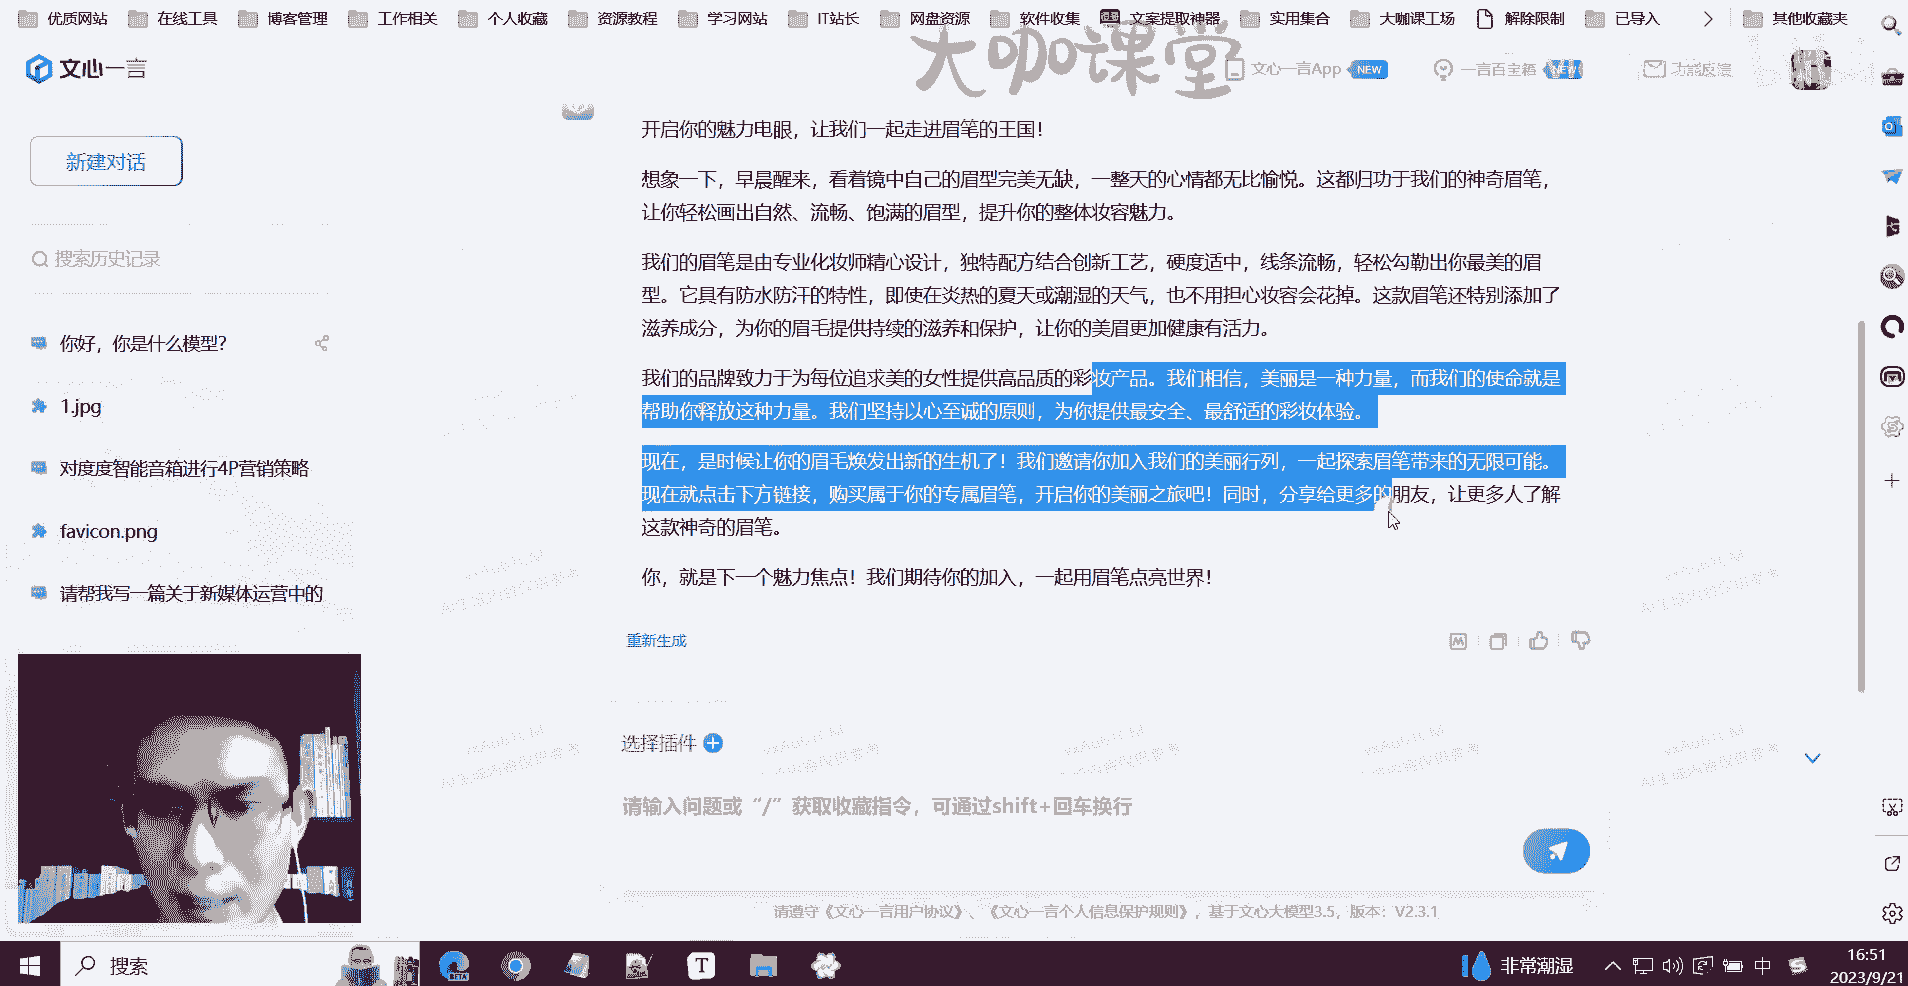 优质网站 在线工具 博客管理 工作相关 个人收藏 资源教程 学习网站 IT站长 网盘资源 软件收集 文案提取神器 实用集合 大咖课工场 解除限制 已导入 其他收藏夹
大咖课堂
文心一言 文心一言App NEW 一言百宝箱 NEW 功能反馈
开启你的魅力电眼，让我们一起走进眉笔的王国！
新建对话
想象一下，早晨醒来，看着镜中自己的眉型完美无缺，一整天的心情都无比愉悦。这都归功于我们的神奇眉笔，
让你轻松画出自然、流畅、饱满的眉型，提升你的整体妆容魅力。
搜索历史记录
我们的眉笔是由专业化妆师精心设计，独特配方结合创新工艺，硬度适中，线条流畅，轻松勾勒出你最美的眉
型。它具有防水防汗的特性，即使在炎热的夏天或潮湿的天气，也不用担心妆容会花掉。这款眉笔还特别添加了
滋养成分，为你的眉毛提供持续的滋养和保护，让你的美眉更加健康有活力。
你好，你是什么模型？
1.jpg
对度度智能音箱进行4P营销策略
favicon.png
请帮我写一篇关于新媒体运营中的
我们的品牌致力于为每位追求美的女性提供高品质的彩妆产品。我们相信，美丽是一种力量，而我们的使命就是
帮助你释放这种力量。我们坚持以心至诚的原则，为你提供最安全、最舒适的彩妆体验。
现在，是时候让你的眉毛焕发出新的生机了！我们邀请你加入我们的美丽行列，一起探索眉笔带来的无限可能。
现在就点击下方链接，购买属于你的专属眉笔，开启你的美丽之旅吧！同时，分享给更多的朋友，让更多人了解
这款神奇的眉笔。
你，就是下一个魅力焦点！我们期待你的加入，一起用眉笔点亮世界！
重新生成
选择插件
请输入问题或“/”获取收藏指令，可通过shift+回车换行
请遵守《文心一言用户协议》、《文心一言个人信息保护规则》，基于文心大模型3.5，版本：V2.3.1
搜索 BETA T 非常潮湿 中 16:51
2023/9/21